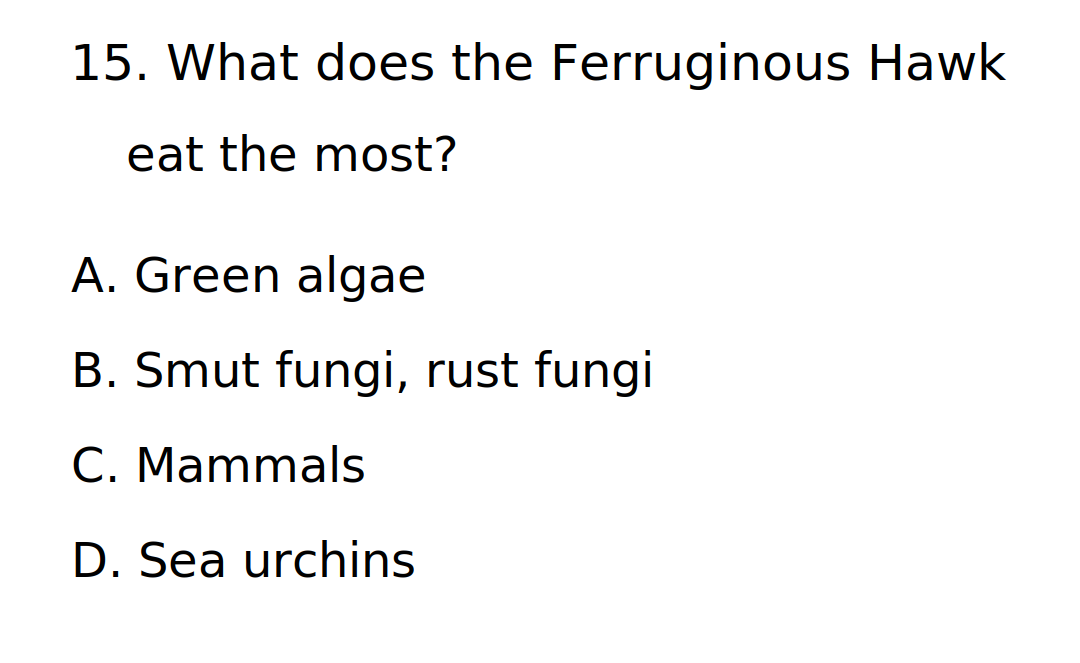 15. What does the Ferruginous Hawk
eat the most?
A. Green algae
B. Smut fungi, rust fungi
C. Mammals
D. Sea urchins